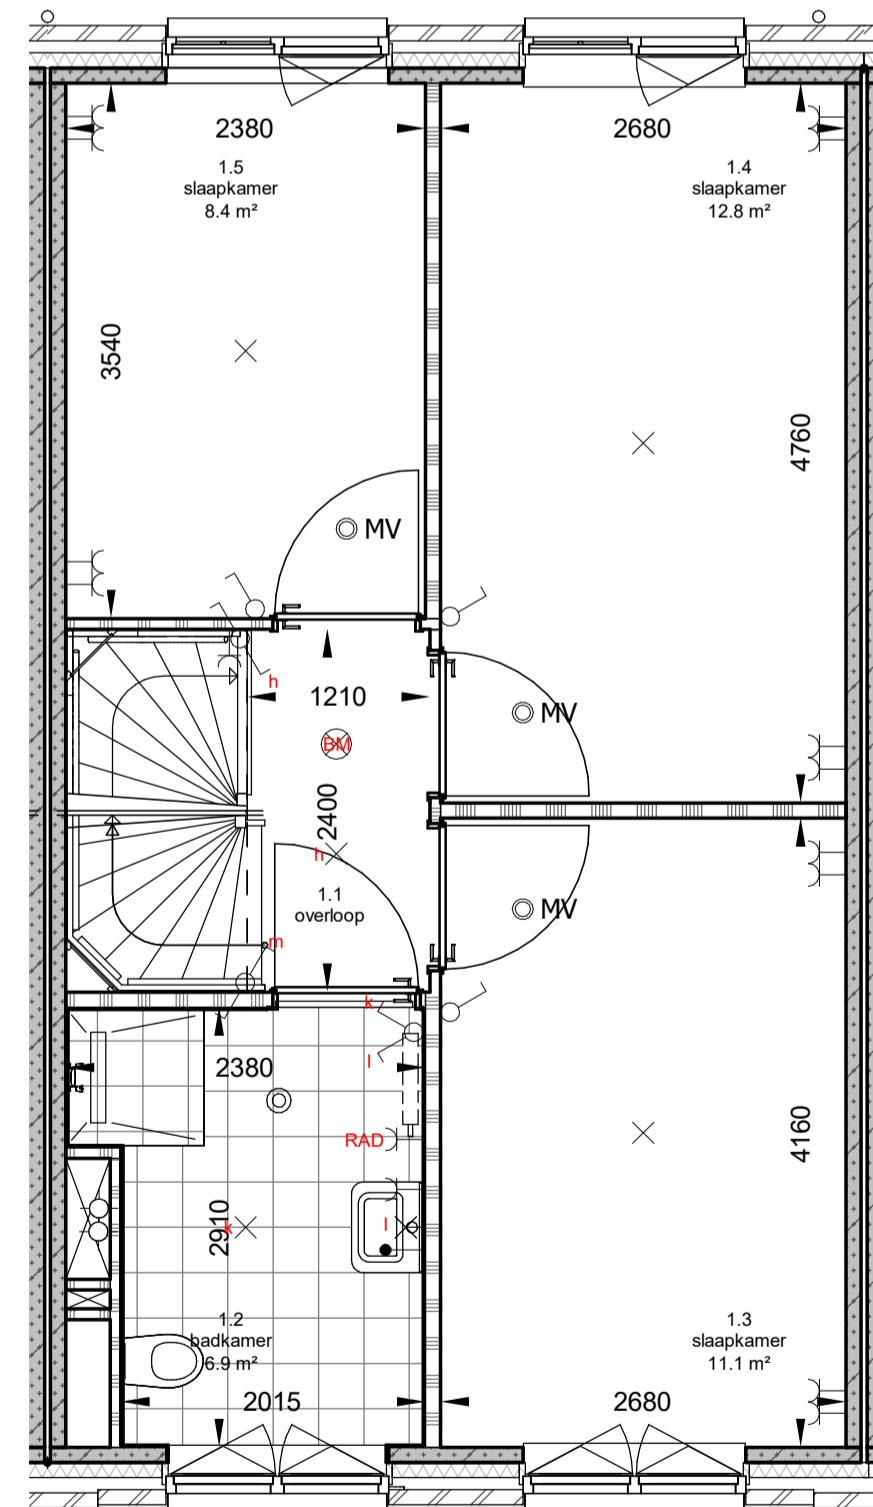 2380
2680
1.5
slaapkamer
8.4 m²
1.4
slaapkamer
12.8 m²
3540
4760
MV
h
1210
MV
BM
2400
h
1.1
overloop
MV
m
k
2380
l
RAD
4160
2910
k
l
1.2
badkamer
6.9 m²
1.3
slaapkamer
11.1 m²
2015
2680